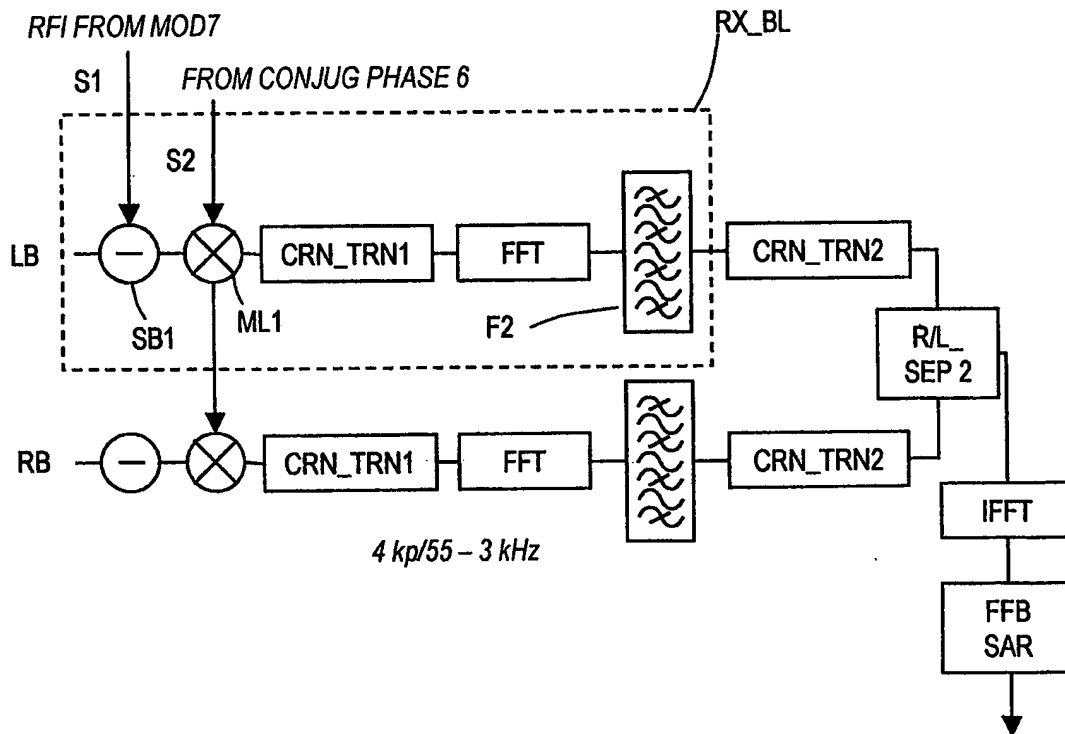 RFI FROM MOD7
RX_BL
S1
FROM CONJUG PHASE 6
S2
LB
–
CRN_TRN1
FFT
CRN_TRN2
SB1
ML1
F2
R/L_
SEP 2
RB
–
CRN_TRN1
FFT
CRN_TRN2
4 kp/55 – 3 kHz
IFFT
FFB
SAR